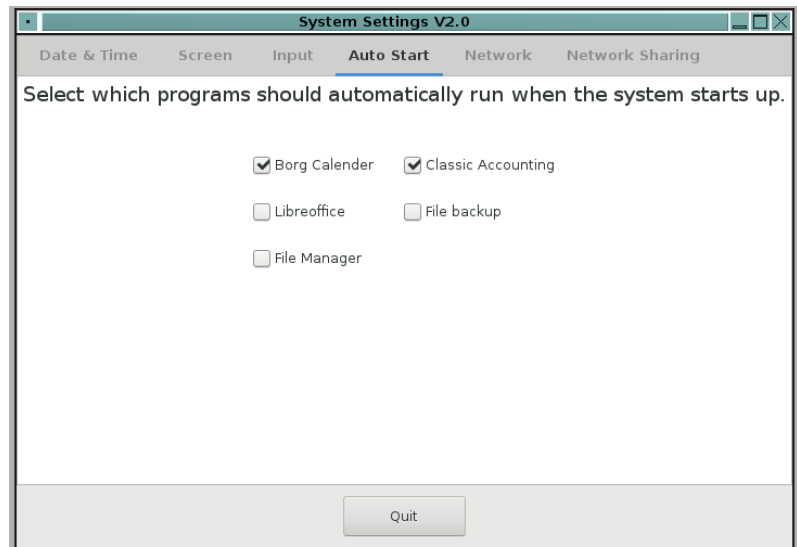 System Settings V2.0
Date & Time Screen Input Auto Start Network Network Sharing
Select which programs should automatically run when the system starts up.
Borg Calender Classic Accounting
Libreoffice File backup
File Manager
Quit